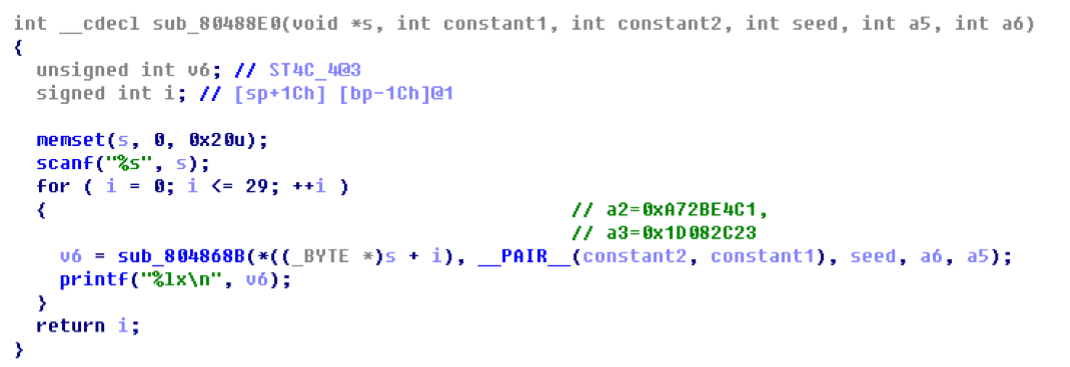 int __cdecl sub_80488E0(void *s, int constant1, int constant2, int seed, int a5, int a6)
{
unsigned int v6; // ST4C_4@3
signed int i; // [sp+1Ch] [bp-1Ch]@1
memset(s, 0, 0x20u);
scanf("%s", s);
for ( i = 0; i <= 29; ++i )
{ // a2=0xA72BE4C1,
// a3=0x1D082C23
v6 = sub_804868B(*((_BYTE *)s + i), __PAIR__(constant2, constant1), seed, a6, a5);
printf("%lx\n", v6);
}
return i;
}